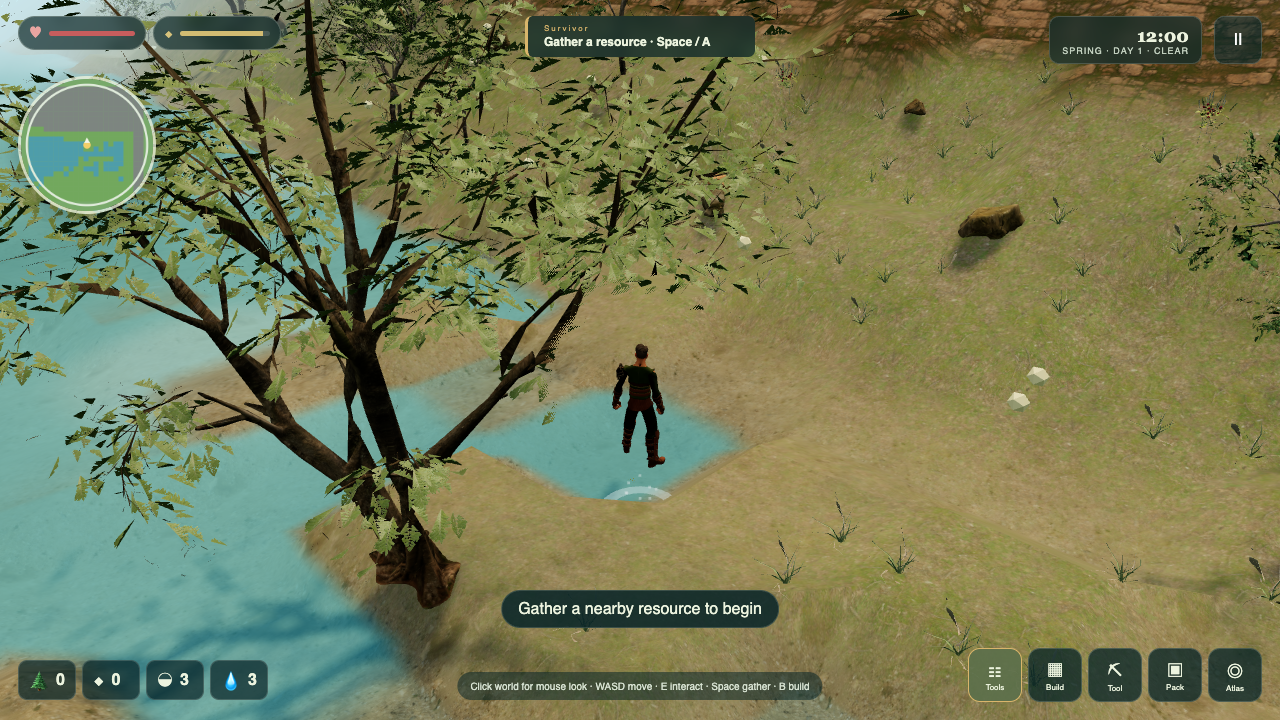 Survivor
Gather a resource · Space / A
12:00
SPRING · DAY 1 · CLEAR
Gather a nearby resource to begin
0
0
3
3
Click world for mouse look · WASD move · E interact · Space gather · B build
Tools
Build
Tool
Pack
Atlas